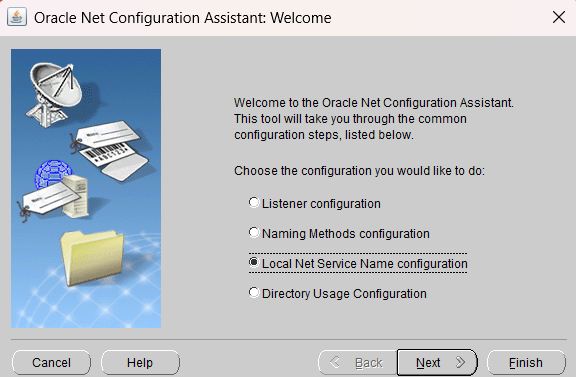 Oracle Net Configuration Assistant: Welcome
Welcome to the Oracle Net Configuration Assistant.
This tool will take you through the common
configuration steps, listed below.
Choose the configuration you would like to do:
Listener configuration
Naming Methods configuration
Local Net Service Name configuration
Directory Usage Configuration
Cancel
Help
Back
Next
Finish